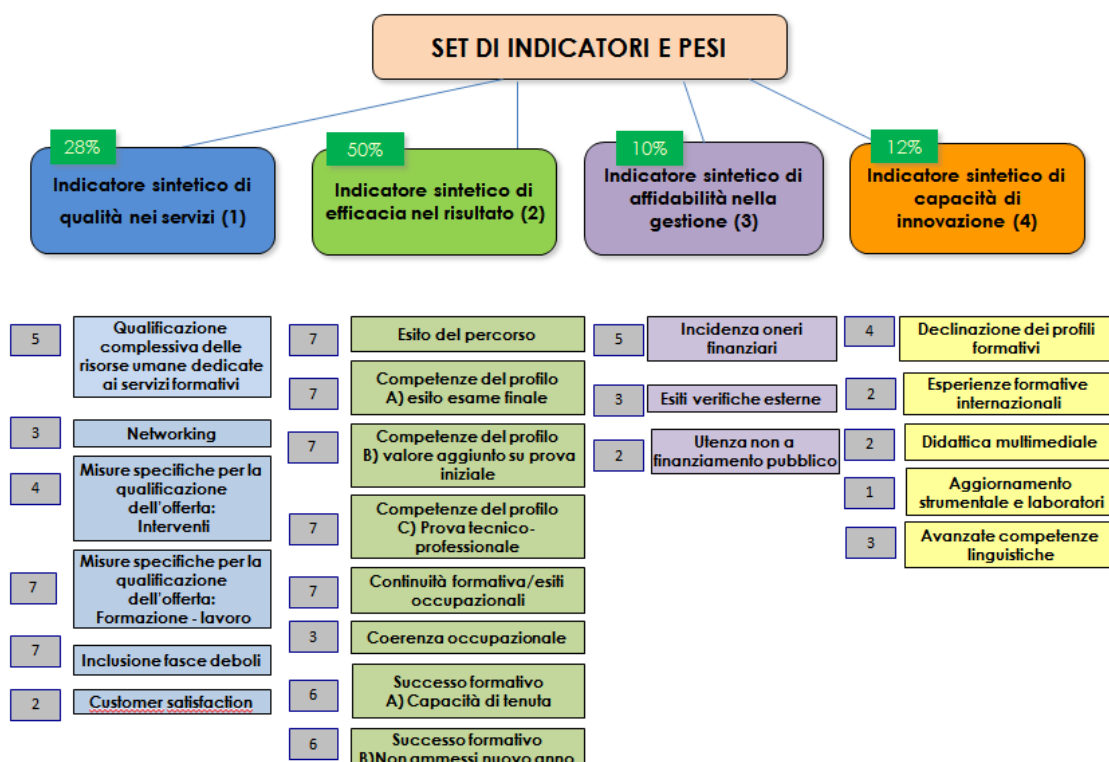 SET DI INDICATORI E PESI
28%
Indicatore sintetico di
qualità nei servizi (1)
50%
Indicatore sintetico di
efficacia nel risultato (2)
10%
Indicatore sintetico di
affidabilità nella
gestione (3)
12%
Indicatore sintetico di
capacità di
innovazione (4)
5
Qualificazione
complessiva delle
risorse umane dedicate
ai servizi formativi
3
Networking
4
Misure specifiche per la
qualificazione
dell'offerta:
Interventi
7
Misure specifiche per la
qualificazione
dell'offerta:
Formazione - lavoro
7
Inclusione fasce deboli
2
Customer satisfaction
7
Esito del percorso
7
Competenze del profilo
A) esito esame finale
7
Competenze del profilo
B) valore aggiunto su prova
iniziale
7
Competenze del profilo
C) Prova tecnico-
professionale
7
Continuità formativa/esiti
occupazionali
3
Coerenza occupazionale
6
Successo formativo
A) Capacità di tenuta
6
Successo formativo
B)Non ammessi nuovo anno
5
Incidenza oneri
finanziari
3
Esiti verifiche esterne
2
Utenza non a
finanziamento pubblico
4
Declinazione dei profili
formativi
2
Esperienze formative
internazionali
2
Didattica multimediale
1
Aggiornamento
strumentale e laboratori
3
Avanzate competenze
linguistiche